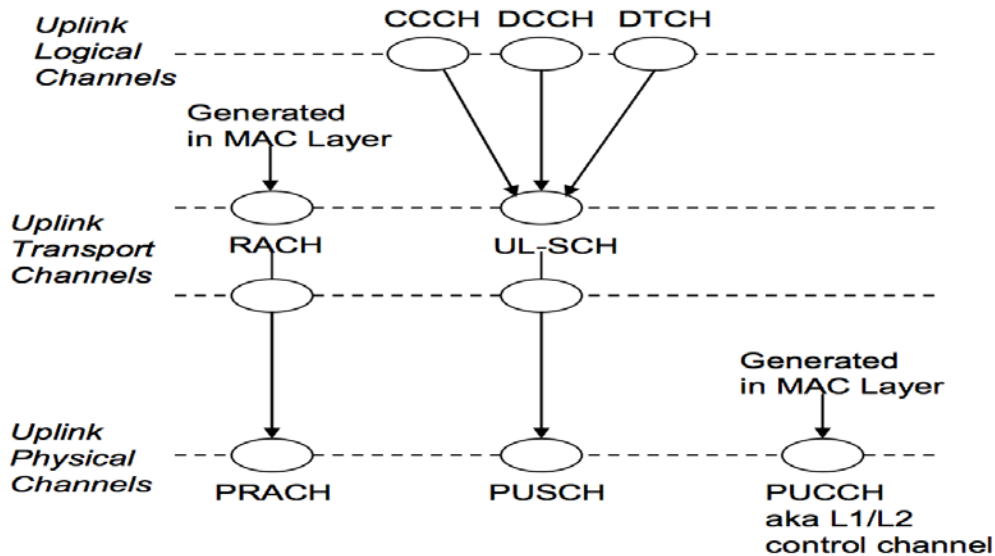 Uplink
Logical
Channels
CCCH DCCH DTCH
Generated
in MAC Layer
Uplink
Transport
Channels
RACH
UL-SCH
Generated
in MAC Layer
Uplink
Physical
Channels
PRACH
PUSCH
PUCCH
aka L1/L2
control channel